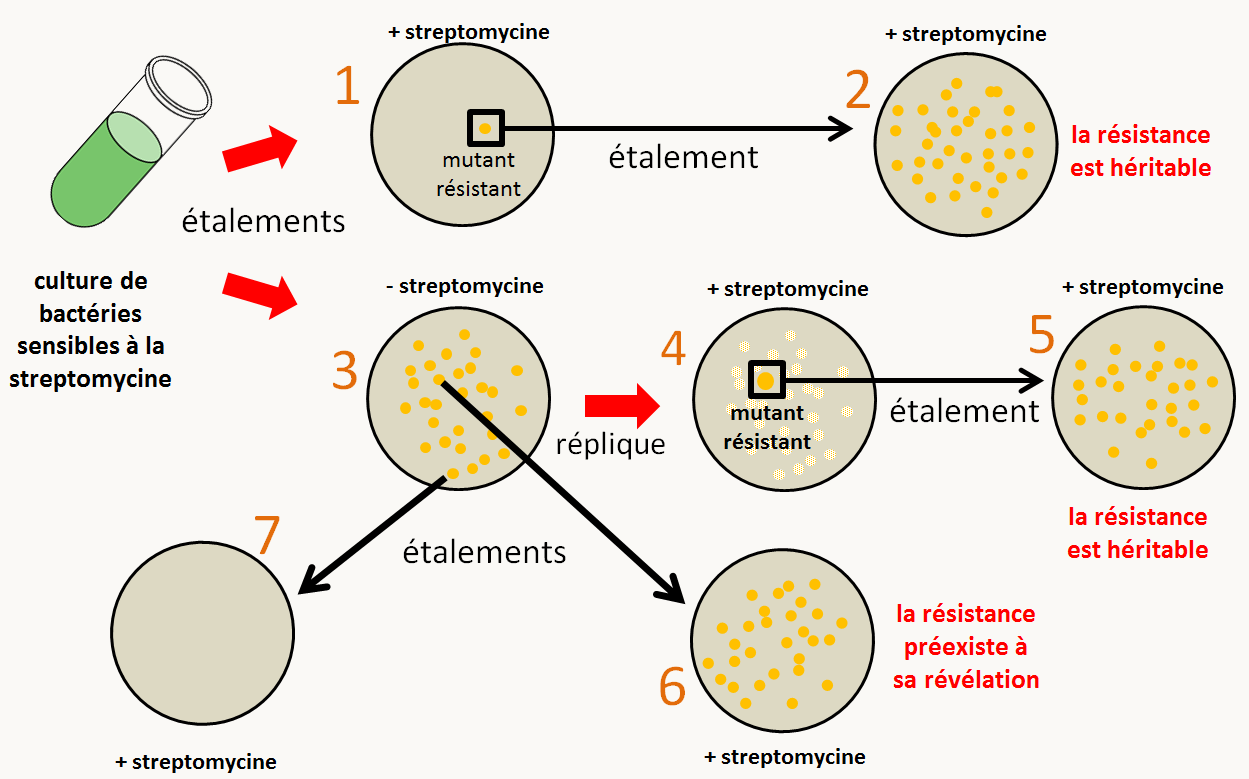 + streptomycine
1
mutant
résistant
étalement
+ streptomycine
2
la résistance
est héritable
étalements
culture de
bactéries
sensibles à la
streptomycine
- streptomycine
3
réplique
+ streptomycine
4
mutant
résistant
étalement
+ streptomycine
5
la résistance
est héritable
étalements
7
+ streptomycine
6
+ streptomycine
la résistance
préexiste à
sa révélation